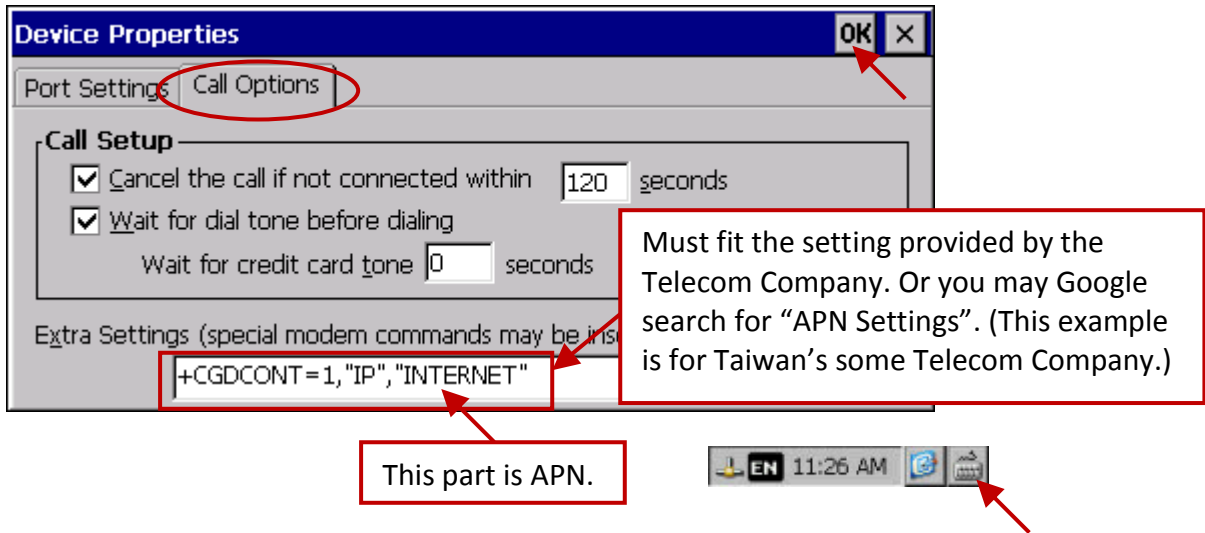 Device Properties OK
Port Settings Call Options
Call Setup
Cancel the call if not connected within 120 seconds
Wait for dial tone before dialing
Wait for credit card tone 0 seconds
Must fit the setting provided by the
Telecom Company. Or you may Google
search for “APN Settings”. (This example
is for Taiwan’s some Telecom Company.)
Extra Settings (special modem commands may be
+CGDCONT=1,"IP","INTERNET"
This part is APN.
EN 11:26 AM